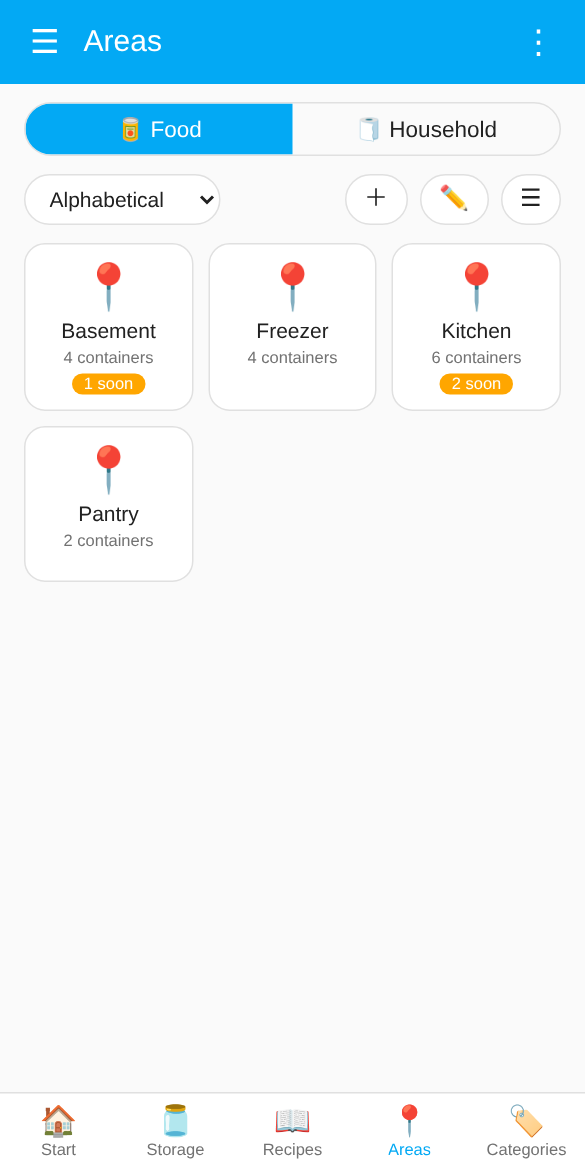 Areas
Food
Household
Alphabetical
Basement
4 containers
1 soon
Freezer
4 containers
Kitchen
6 containers
2 soon
Pantry
2 containers
Start
Storage
Recipes
Areas
Categories